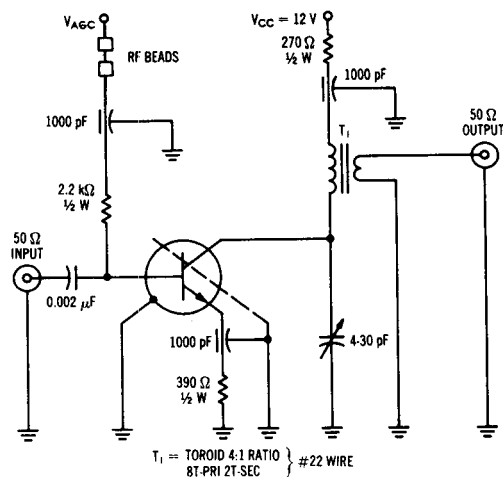 V_AGC
V_CC = 12 V
270 Ω
½ W
RF BEADS
1000 pF
1000 pF
T₁
50 Ω
OUTPUT
2.2 kΩ
½ W
50 Ω
INPUT
0.002 μF
1000 pF
4-30 pF
390 Ω
½ W
T₁ = TOROID 4:1 RATIO
8T-PRI 2T-SEC } #22 WIRE